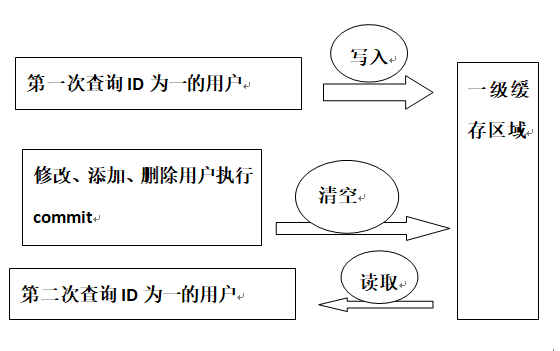 写入
第一次查询 ID 为一的用户
一级缓
存区域
修改、添加、删除用户执行
commit
清空
第二次查询 ID 为一的用户
读取